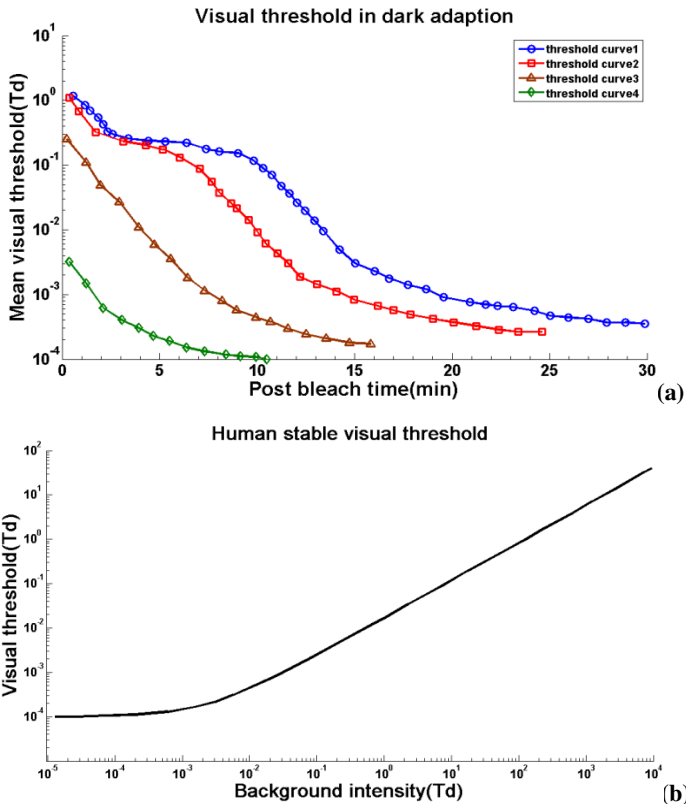 Visual threshold in dark adaption
Mean visual threshold(Td)
10^1
10^0
10^-1
10^-2
10^-3
10^-4
threshold curve1
threshold curve2
threshold curve3
threshold curve4
0 5 10 15 20 25 30
Post bleach time(min)
(a)
Human stable visual threshold
Visual threshold(Td)
10^2
10^1
10^0
10^-1
10^-2
10^-3
10^-4
10^-5 10^-4 10^-3 10^-2 10^-1 10^0 10^1 10^2 10^3 10^4
Background intensity(Td)
(b)